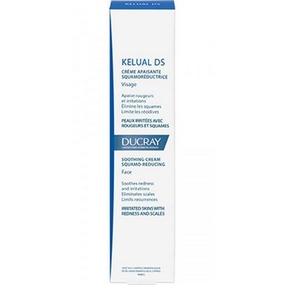 KELUAL DS
CRÈME APAISANTE
SQUAMORÉDUCTRICE
Visage
Apaise rougeurs
et irritations
Elimine les squames
Limite les récidives
PEAUX IRRITÉES AVEC
ROUGEURS ET SQUAMES
DUCRAY
SOOTHING CREAM
SQUAMO-REDUCING
Face
Soothes redness
and irritations
Eliminates scales
Limits recurrences
IRRITATED SKINS WITH
REDNESS AND SCALES